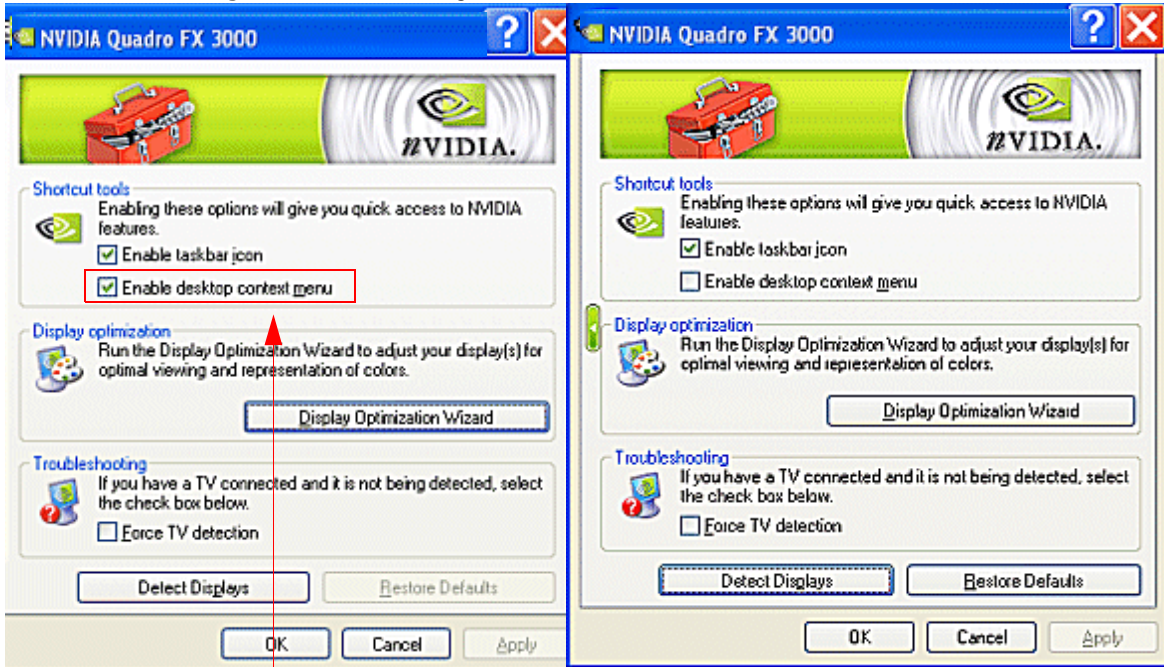 NVIDIA Quadro FX 3000
nVIDIA.
Shortcut tools
Enabling these options will give you quick access to NVIDIA
features.
Enable taskbar icon
Enable desktop context menu
Display optimization
Run the Display Optimization Wizard to adjust your display(s) for
optimal viewing and representation of colors.
Display Optimization Wizard
Troubleshooting
If you have a TV connected and it is not being detected, select
the check box below.
Force TV detection
Detect Displays
Restore Defaults
OK
Cancel
Apply
NVIDIA Quadro FX 3000
nVIDIA.
Shortcut tools
Enabling these options will give you quick access to NVIDIA
features.
Enable taskbar icon
Enable desktop context menu
Display optimization
Run the Display Optimization Wizard to adjust your display(s) for
optimal viewing and representation of colors.
Display Optimization Wizard
Troubleshooting
If you have a TV connected and it is not being detected, select
the check box below.
Force TV detection
Detect Displays
Restore Defaults
OK
Cancel
Apply